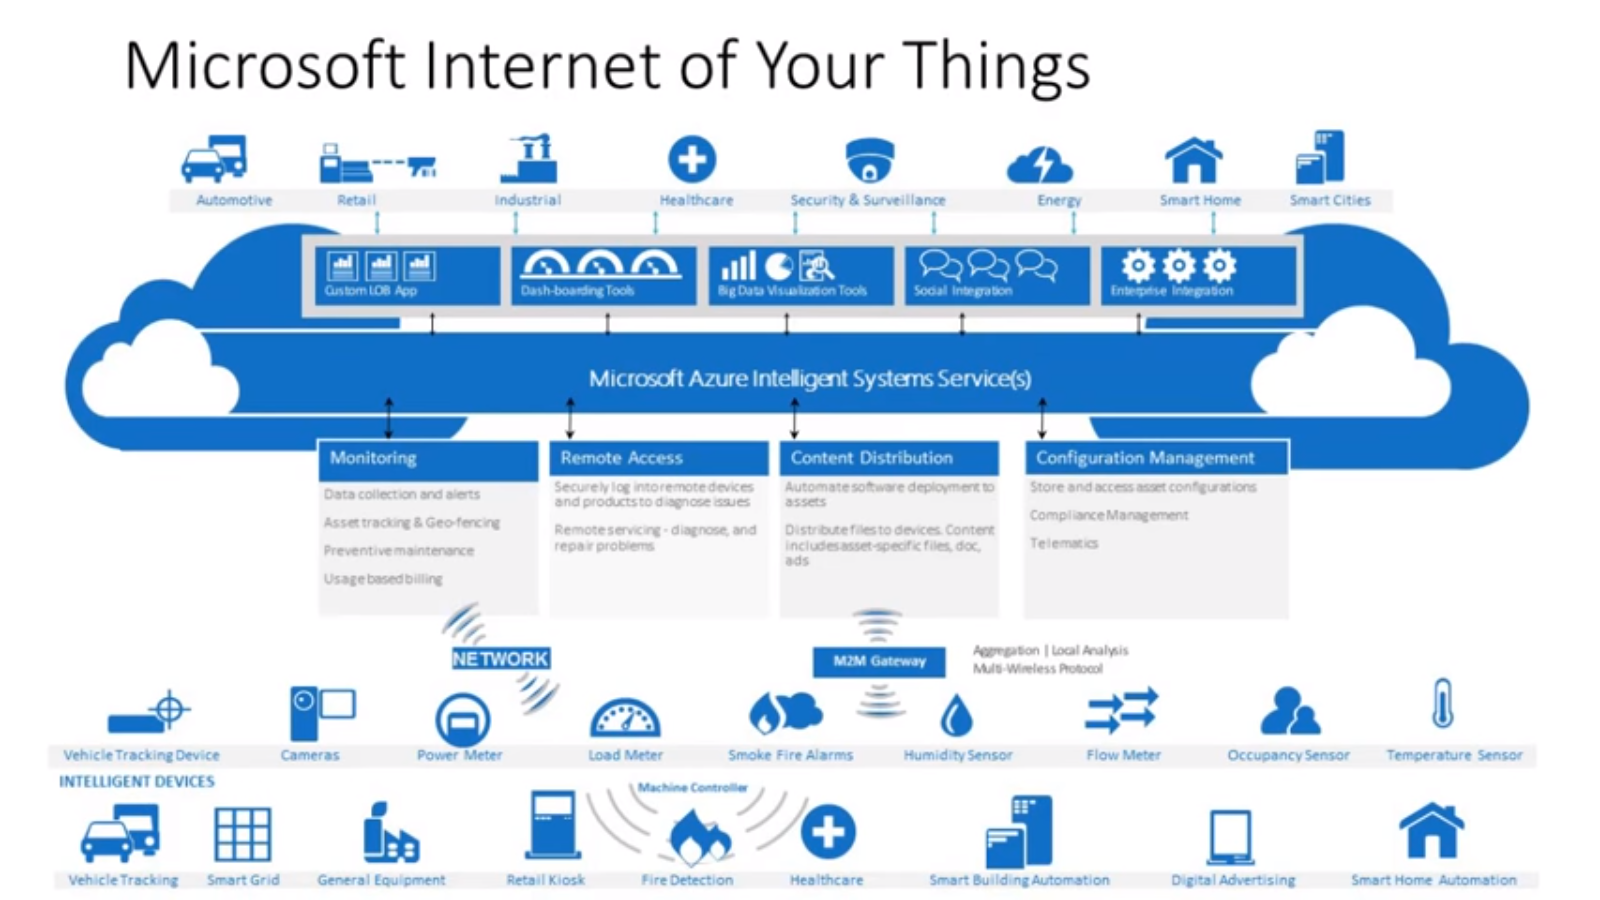 Microsoft Internet of Your Things
Automotive
Retail
Industrial
Healthcare
Security & Surveillance
Energy
Smart Home
Smart Cities
Custom LOB App
Dash-boarding Tools
Big Data Visualization Tools
Social Integration
Enterprise Integration
Microsoft Azure Intelligent Systems Service(s)
Monitoring
Data collection and alerts
Asset tracking & Geo-fencing
Preventive maintenance
Usage based billing
Remote Access
Securely log into remote devices
and products to diagnose issues
Remote servicing - diagnose, and
repair problems
Content Distribution
Automate software deployment to
assets
Distribute files to devices. Content
includes asset-specific files, doc,
ads
Configuration Management
Store and access asset configurations
Compliance Management
Telematics
NETWORK
M2M Gateway
Aggregation | Local Analysis
Multi-Wireless Protocol
Vehicle Tracking Device
Cameras
Power Meter
Load Meter
Smoke Fire Alarms
Humidity Sensor
Flow Meter
Occupancy Sensor
Temperature Sensor
INTELLIGENT DEVICES
Machine Controller
Vehicle Tracking
Smart Grid
General Equipment
Retail Kiosk
Fire Detection
Healthcare
Smart Building Automation
Digital Advertising
Smart Home Automation